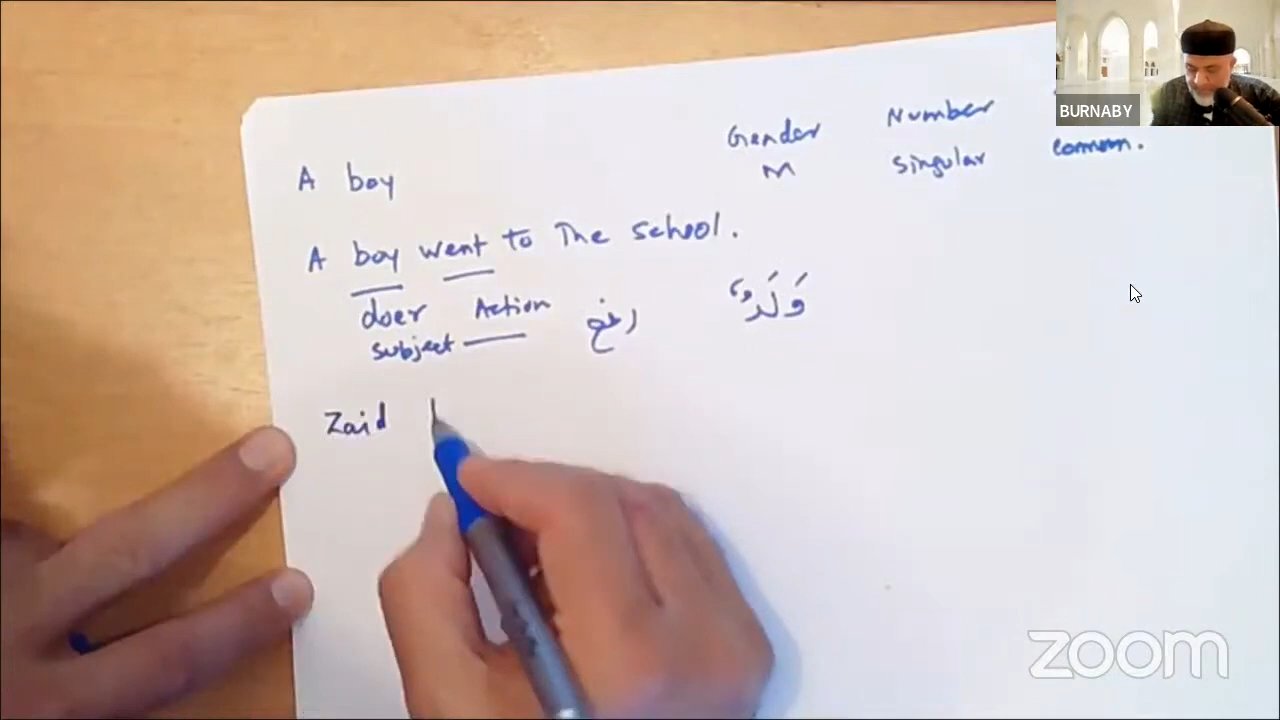 BURNABY
Gender Number
A boy M Singular common.
A boy went to The school.
doer Action رفع وَلَدٌ
subject
Zaid
zoom